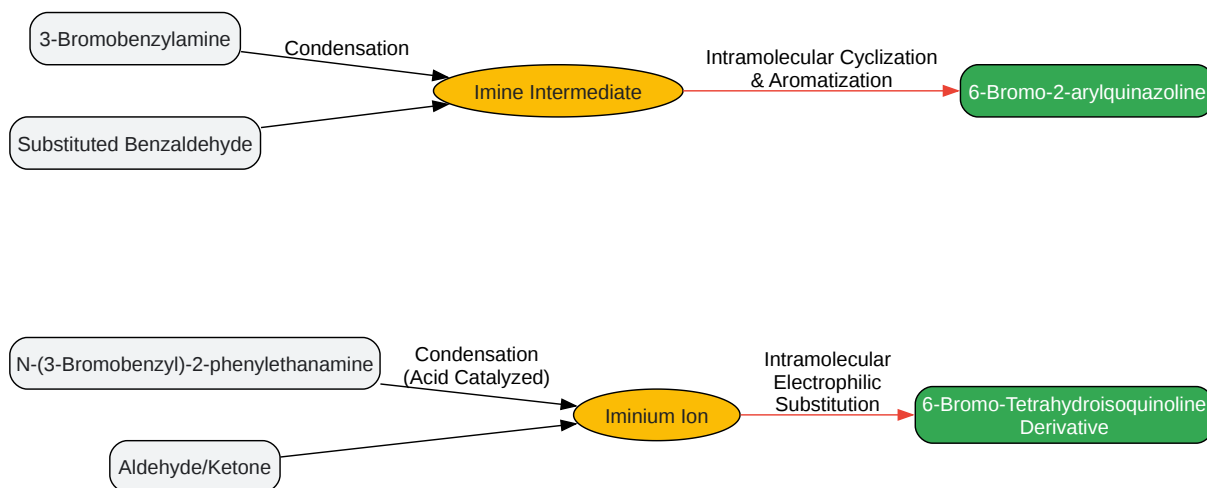 3-Bromobenzylamine
Condensation
Substituted Benzaldehyde
Imine Intermediate
Intramolecular Cyclization
& Aromatization
6-Bromo-2-arylquinazoline
N-(3-Bromobenzyl)-2-phenylethanamine
Condensation
(Acid Catalyzed)
Aldehyde/Ketone
Iminium Ion
Intramolecular
Electrophilic
Substitution
6-Bromo-Tetrahydroisoquinoline
Derivative